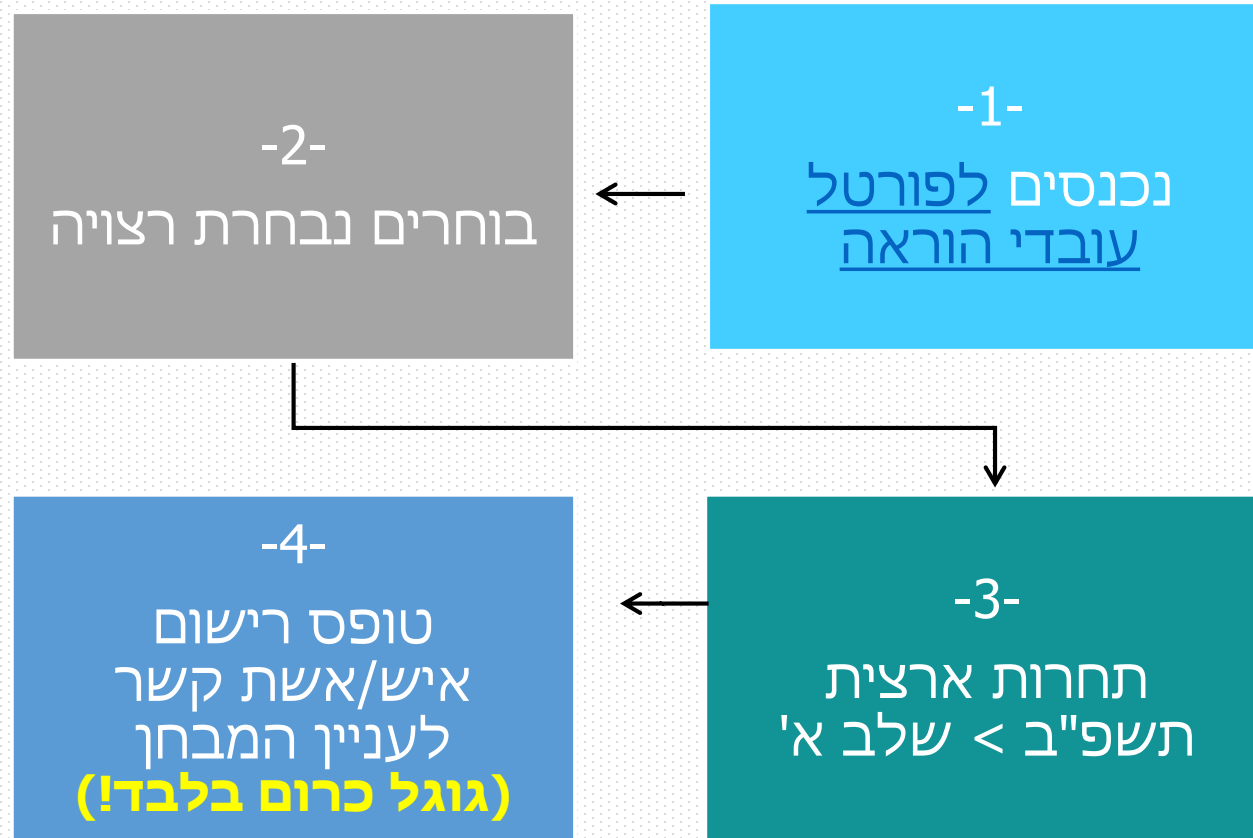 -1-
נכנסים לפורטל
עובדי הוראה
-2-
בוחרים נבחרת רצויה
-3-
תחרות ארצית
תשפ"ב > שלב א'
-4-
טופס רישום
איש/אשת קשר
לעניין המבחן
(גוגל כרום בלבד!)